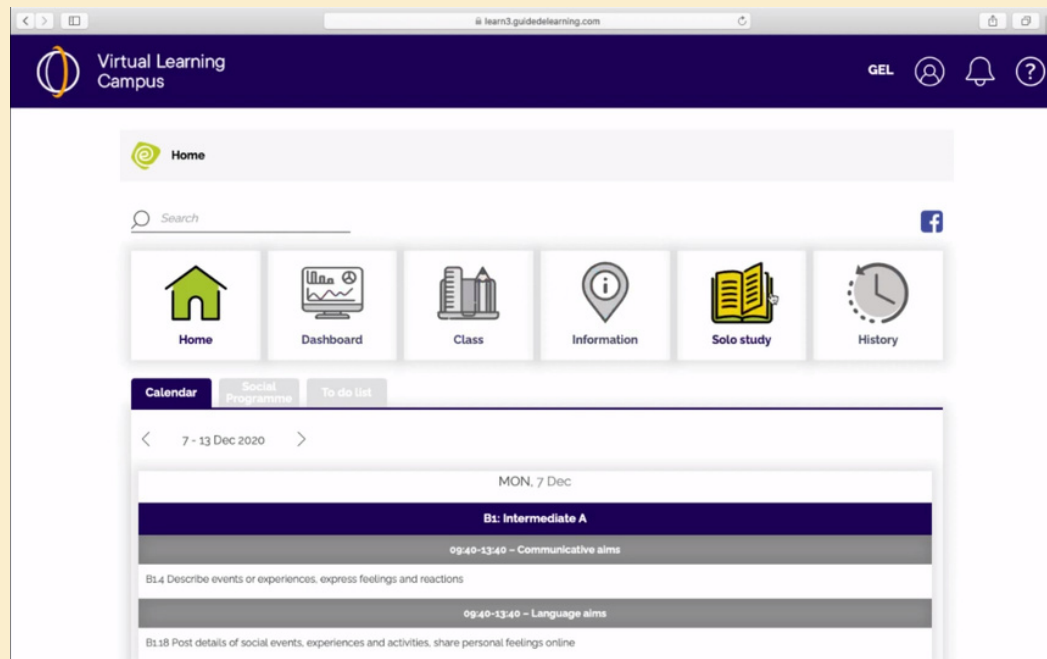 learn3.guidedelearning.com
Virtual Learning
Campus
GEL
?
e
Home
Search
f
Home
Dashboard
Class
Information
Solo study
History
Calendar
Social
Programme
To do list
7 - 13 Dec 2020
MON, 7 Dec
B1: Intermediate A
09:40-13:40 – Communicative aims
B1.4 Describe events or experiences, express feelings and reactions
09:40-13:40 – Language aims
B1.18 Post details of social events, experiences and activities, share personal feelings online